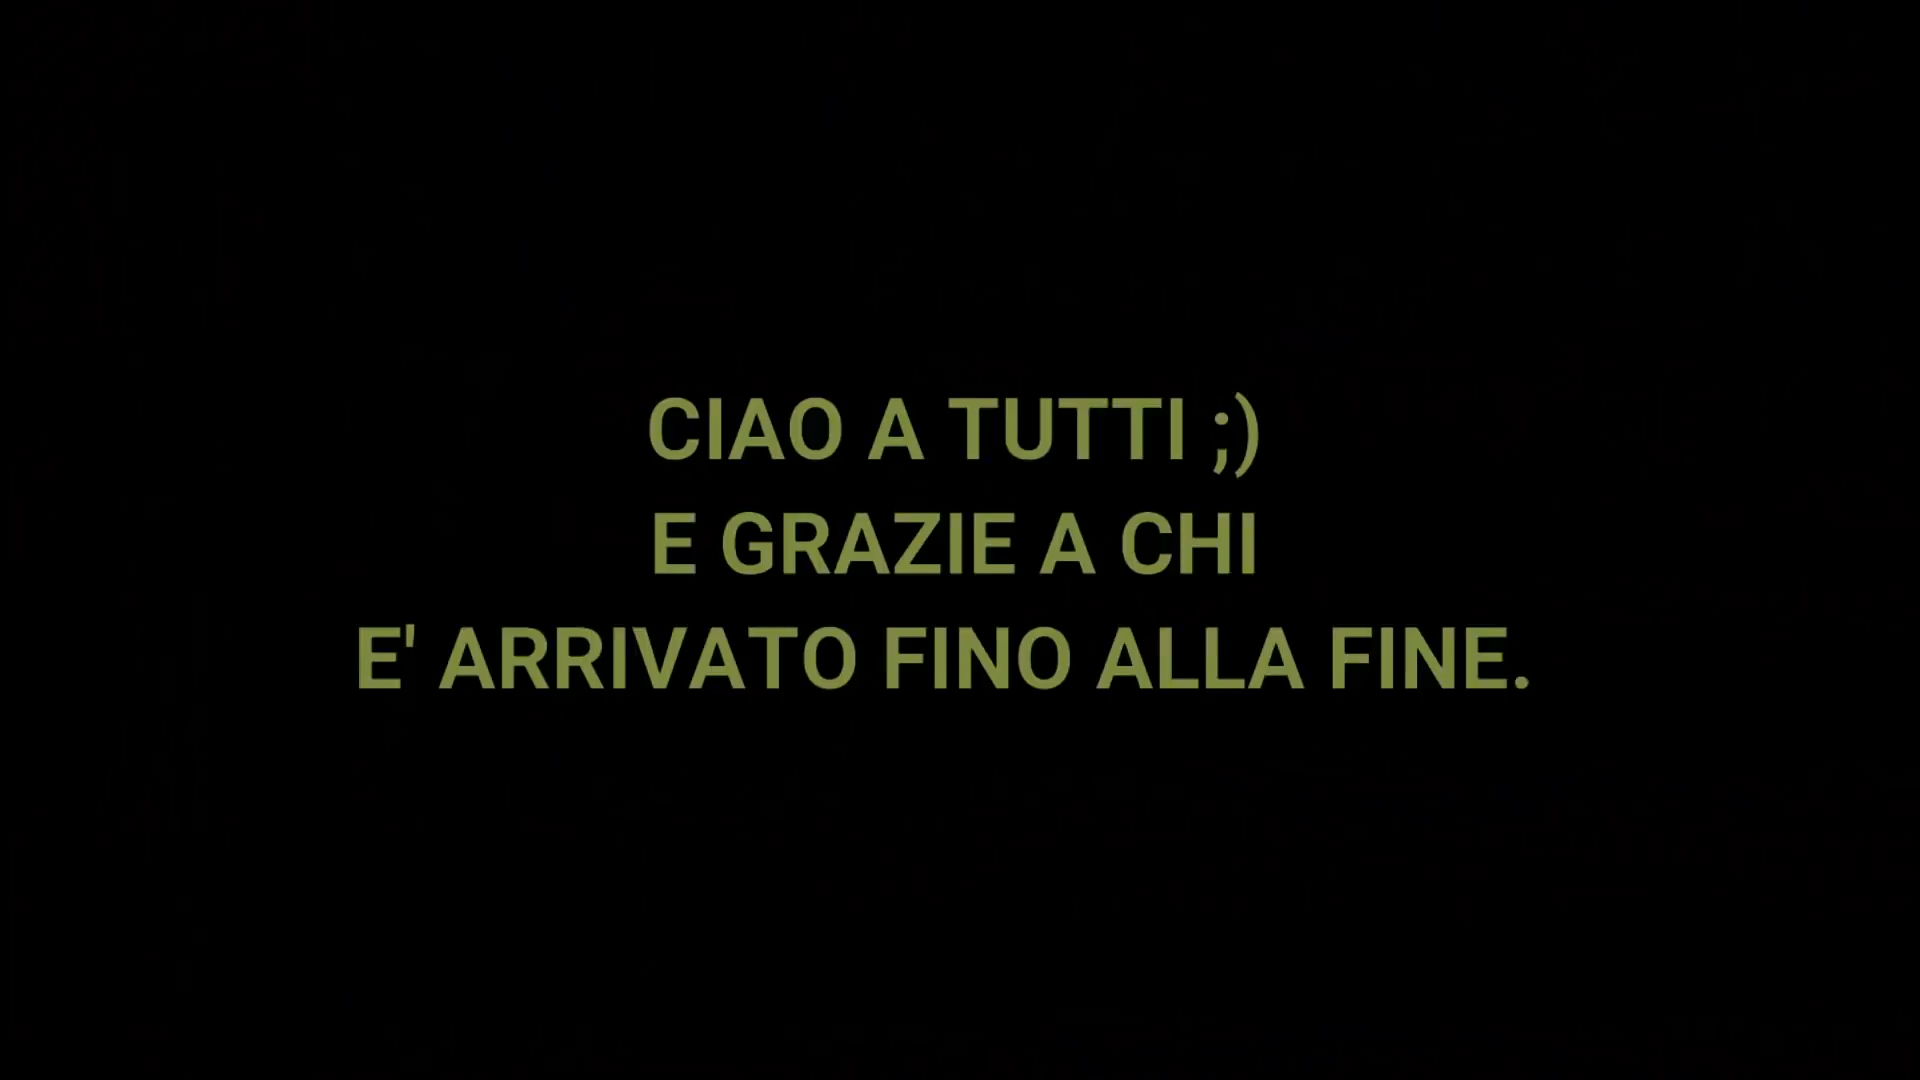 CIAO A TUTTI ;)
E GRAZIE A CHI
E' ARRIVATO FINO ALLA FINE.